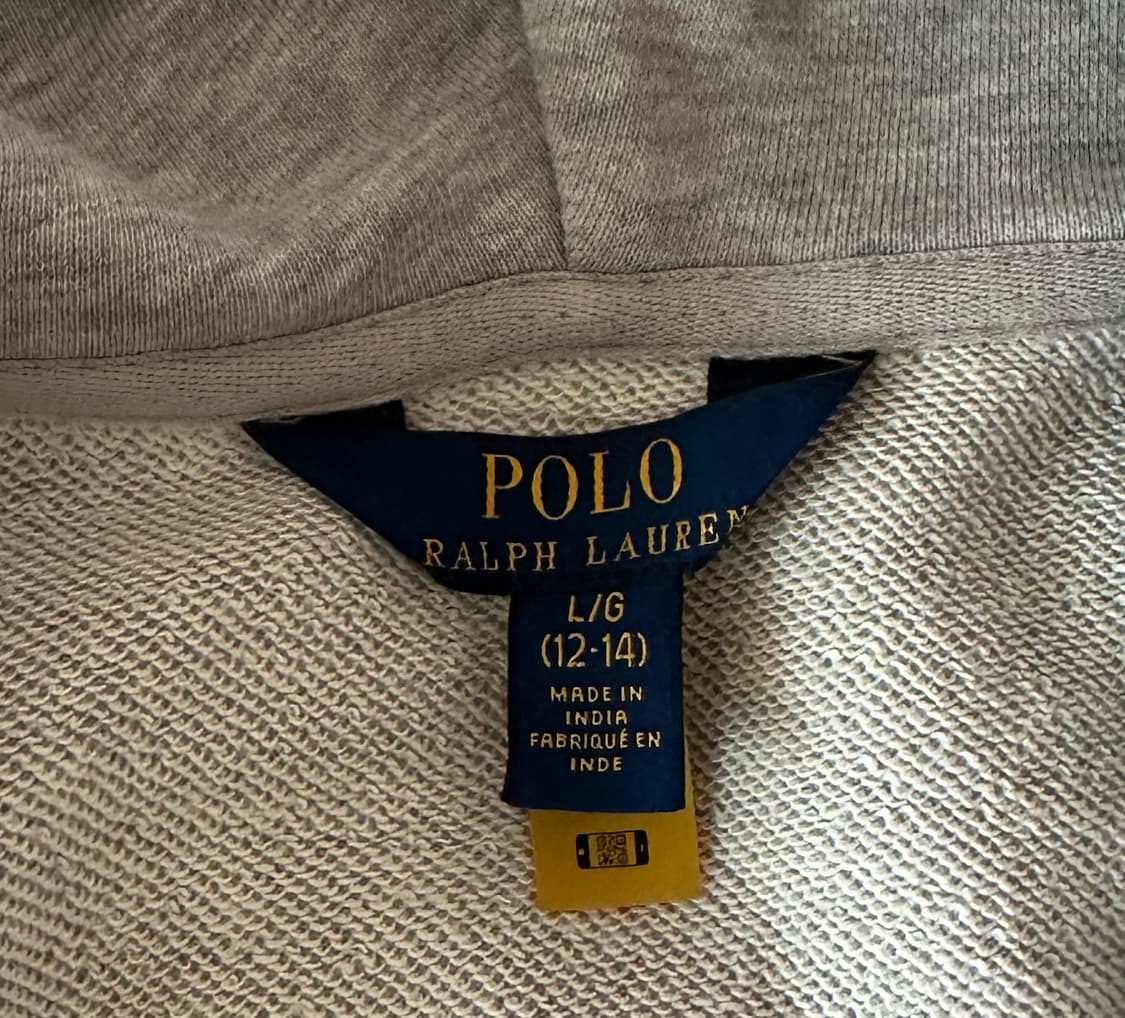 POLO
RALPH LAUREN
L/G
(12-14)
MADE IN
INDIA
FABRIQUÉ EN
INDE